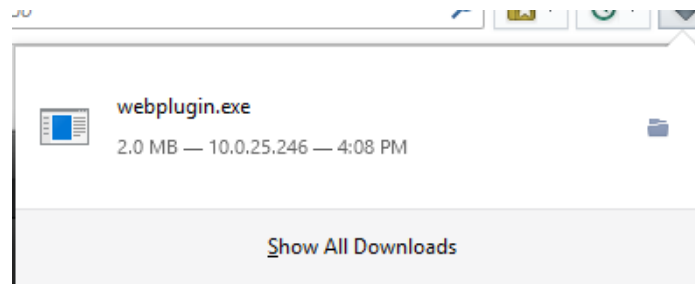 webplugin.exe
2.0 MB — 10.0.25.246 — 4:08 PM
Show All Downloads